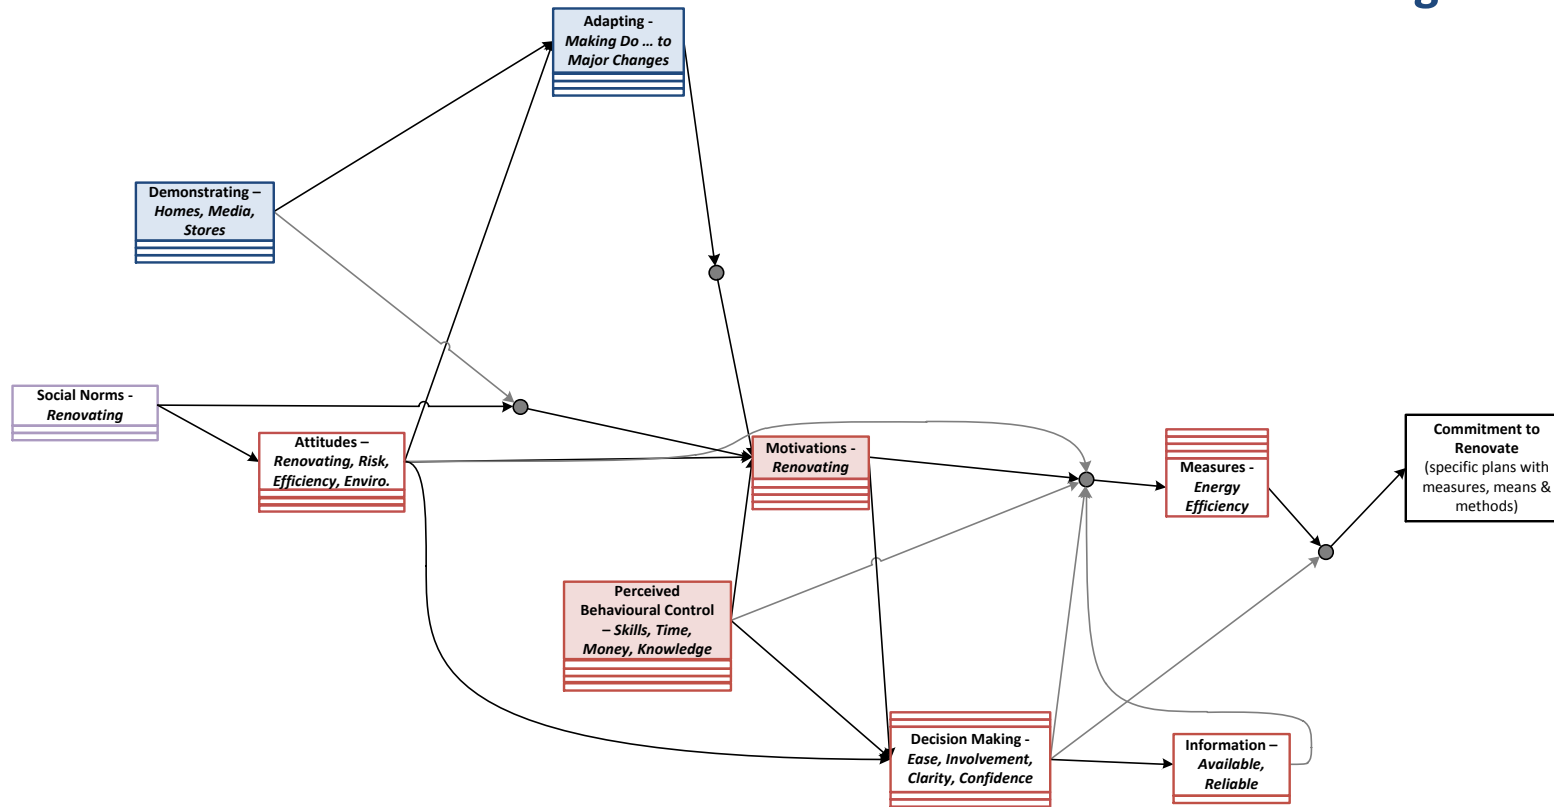 g
Adapting -
Making Do ... to
Major Changes
Demonstrating –
Homes, Media,
Stores
Social Norms -
Renovating
Attitudes –
Renovating, Risk,
Efficiency, Enviro.
Motivations -
Renovating
Measures -
Energy
Efficiency
Commitment to
Renovate
(specific plans with
measures, means &
methods)
Perceived
Behavioural Control
– Skills, Time,
Money, Knowledge
Decision Making -
Ease, Involvement,
Clarity, Confidence
Information –
Available,
Reliable